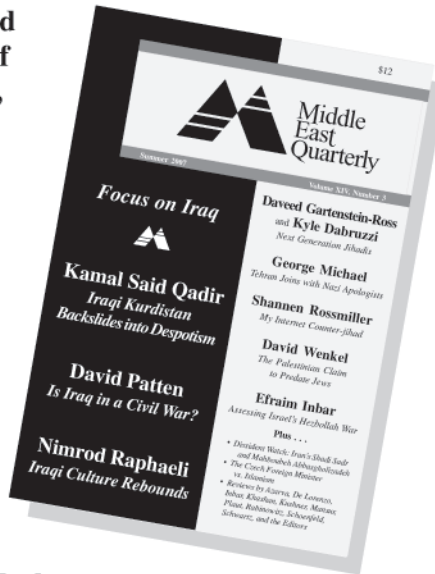 d
f
,
$12
Middle
East
Quarterly
Summer 2007
Volume XIV, Number 3
Focus on Iraq
Kamal Said Qadir
Iraqi Kurdistan
Backslides into Despotism
David Patten
Is Iraq in a Civil War?
Nimrod Raphaeli
Iraqi Culture Rebounds
Daveed Gartenstein-Ross
and Kyle Dabruzzi
Next Generation Jihadis
George Michael
Tehran Joins with Nazi Apologists
Shannen Rossmiller
My Internet Counter-jihad
David Wenkel
The Palestinian Claim
to Predate Jews
Efraim Inbar
Assessing Israel's Hezbollah War
Plus . . .
• Dissident Watch: Iran's Shadi Sadr
and Mahboubeh Abbasgholizadeh
• The Czech Foreign Minister
vs. Islamism
• Reviews by Azarva, De Lorenzo,
Inbar, Khashan, Kushner, Mansur,
Plaut, Rabinowitz, Schoenfeld,
Schwartz, and the Editors